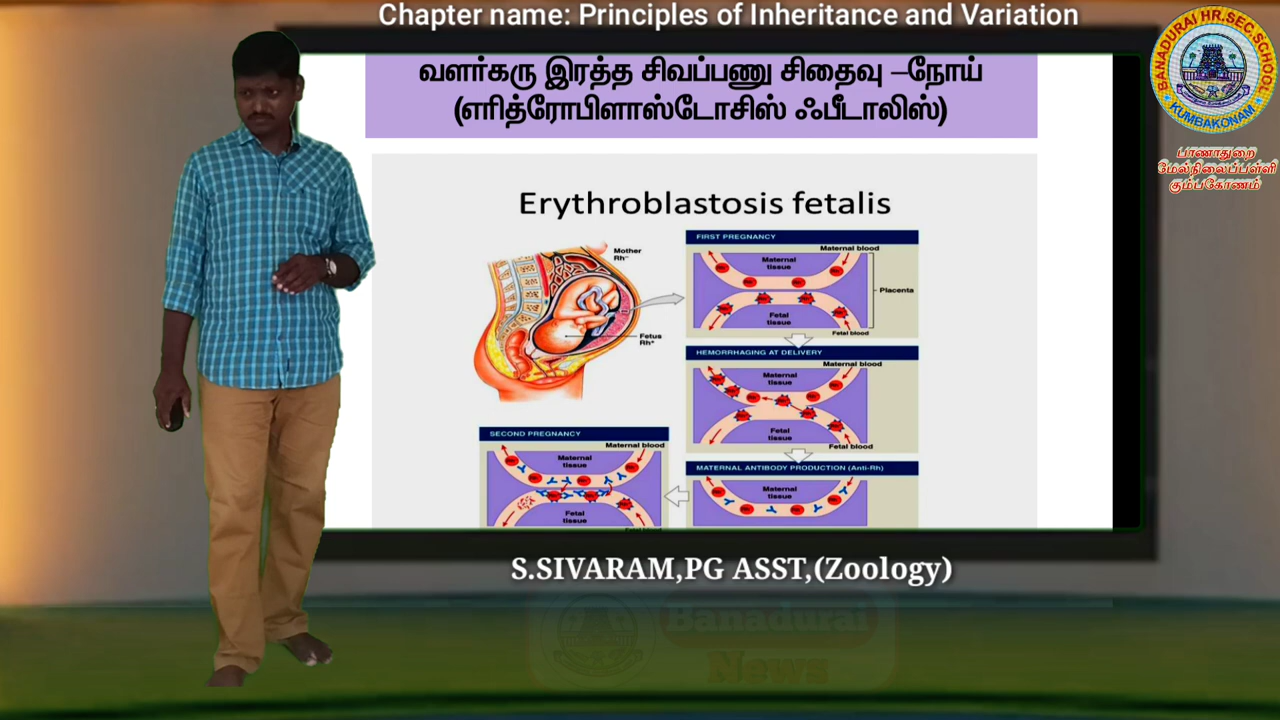 Chapter name: Principles of Inheritance and Variation
BANADURAI HR.SEC.SCHOOL
KUMBAKONAM
பாணாதுறை
மேல்நிலைப்பள்ளி
கும்பகோணம்
வளர்கரு இரத்த சிவப்பணு சிதைவு –நோய்
(எரித்ரோபிளாஸ்டோசிஸ் ஃபீடாலிஸ்)
Erythroblastosis fetalis
Mother
Rh⁻
Fetus
Rh⁺
FIRST PREGNANCY
Maternal blood
Maternal
tissue
Placenta
Fetal
tissue
Fetal blood
HEMORRHAGING AT DELIVERY
Maternal blood
Maternal
tissue
Fetal
tissue
Fetal blood
MATERNAL ANTIBODY PRODUCTION (Anti-Rh)
Maternal
tissue
SECOND PREGNANCY
Maternal blood
Maternal
tissue
Fetal
tissue
S.SIVARAM,PG ASST,(Zoology)
Banadurai
News